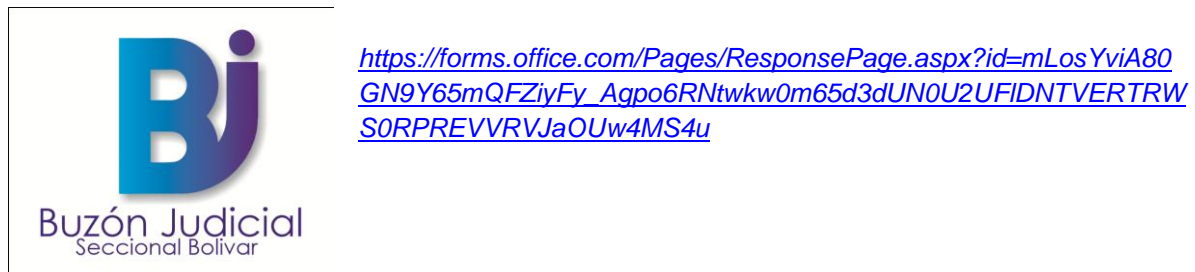 Bj
https://forms.office.com/Pages/ResponsePage.aspx?id=mLosYviA80
GN9Y65mQFZiyFy_Agpo6RNtwkw0m65d3dUN0U2UFlDNTVERTRW
S0RPREVVRVJaOUw4MS4u
Buzón Judicial
Seccional Bolivar